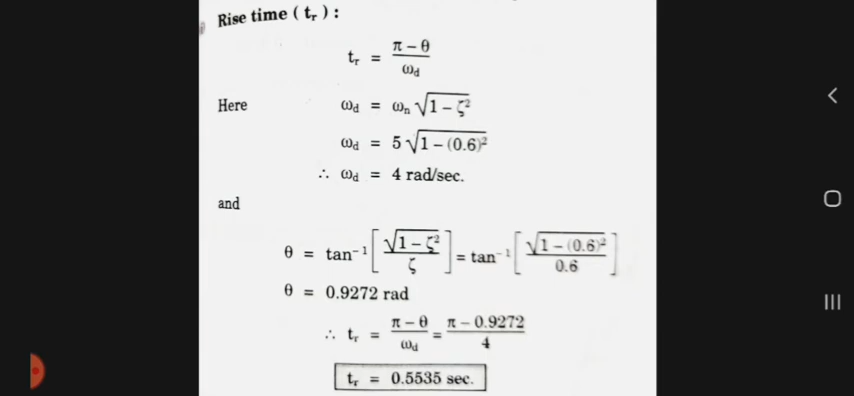 Rise time ( tᵣ ) :
tᵣ = π – θ / ω_d
Here ω_d = ωₙ √1 – ζ²
ω_d = 5 √1 – (0.6)²
∴ ω_d = 4 rad/sec.
and
θ = tan⁻¹ [ √1 – ζ² / ζ ] = tan⁻¹ [ √1 – (0.6)² / 0.6 ]
θ = 0.9272 rad
∴ tᵣ = π – θ / ω_d = π – 0.9272 / 4
tᵣ = 0.5535 sec.